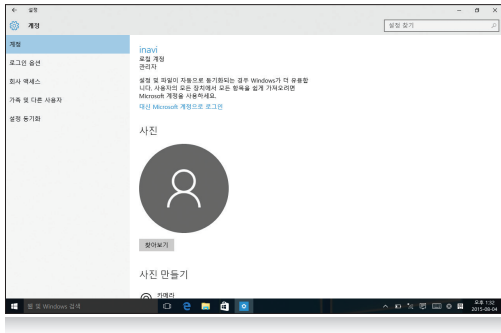 설정
계정
설정 찾기
계정
로그인 옵션
회사 액세스
가족 및 다른 사용자
설정 동기화
inavi
로컬 계정
관리자
설정 및 파일이 자동으로 동기화되는 경우 Windows가 더 유용합
니다. 사용자의 모든 장치에서 모든 항목을 쉽게 가져오려면
Microsoft 계정을 사용하세요.
대신 Microsoft 계정으로 로그인
사진
찾아보기
사진 만들기
카메라
웹 및 Windows 검색
오후 1:32
2015-08-04